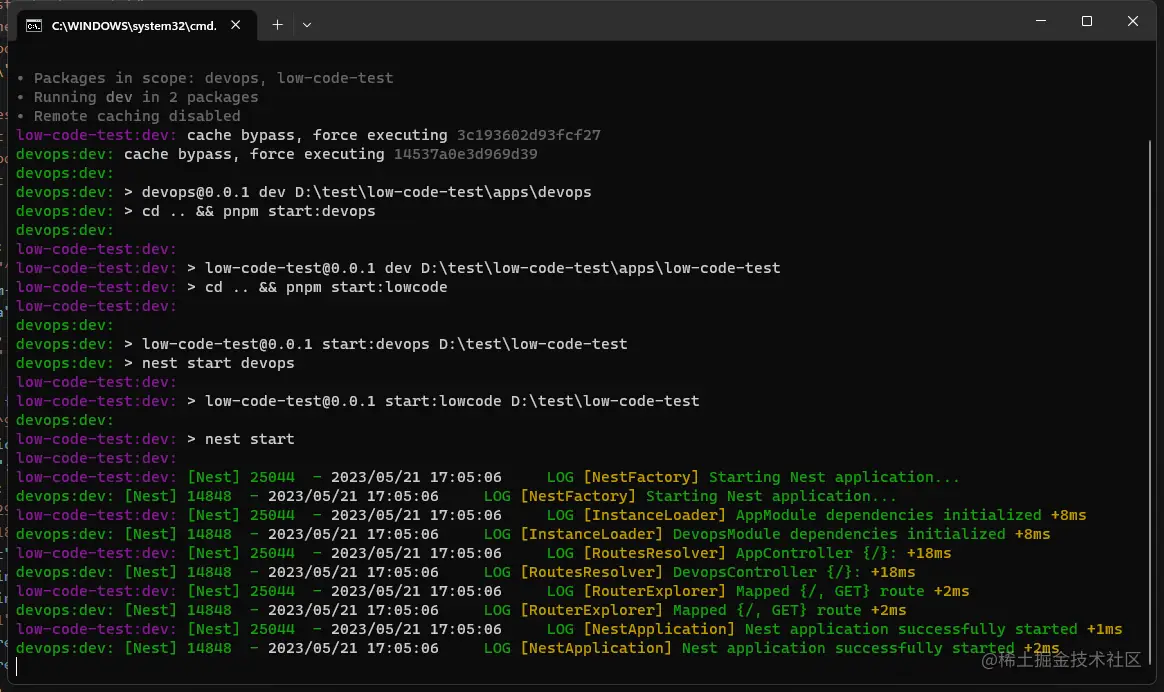 C:\WINDOWS\system32\cmd.
• Packages in scope: devops, low-code-test
• Running dev in 2 packages
• Remote caching disabled
low-code-test:dev: cache bypass, force executing 3c193602d93fcf27
devops:dev: cache bypass, force executing 14537a0e3d969d39
devops:dev:
devops:dev: > devops@0.0.1 dev D:\test\low-code-test\apps\devops
devops:dev: > cd .. && pnpm start:devops
devops:dev:
low-code-test:dev:
low-code-test:dev: > low-code-test@0.0.1 dev D:\test\low-code-test\apps\low-code-test
low-code-test:dev: > cd .. && pnpm start:lowcode
low-code-test:dev:
devops:dev:
devops:dev: > low-code-test@0.0.1 start:devops D:\test\low-code-test
devops:dev: > nest start devops
low-code-test:dev:
low-code-test:dev: > low-code-test@0.0.1 start:lowcode D:\test\low-code-test
devops:dev:
low-code-test:dev: > nest start
low-code-test:dev:
low-code-test:dev: [Nest] 25044  - 2023/05/21 17:05:06     LOG [NestFactory] Starting Nest application...
devops:dev: [Nest] 14848  - 2023/05/21 17:05:06     LOG [NestFactory] Starting Nest application...
low-code-test:dev: [Nest] 25044  - 2023/05/21 17:05:06     LOG [InstanceLoader] AppModule dependencies initialized +8ms
devops:dev: [Nest] 14848  - 2023/05/21 17:05:06     LOG [InstanceLoader] DevopsModule dependencies initialized +8ms
low-code-test:dev: [Nest] 25044  - 2023/05/21 17:05:06     LOG [RoutesResolver] AppController {/}: +18ms
devops:dev: [Nest] 14848  - 2023/05/21 17:05:06     LOG [RoutesResolver] DevopsController {/}: +18ms
low-code-test:dev: [Nest] 25044  - 2023/05/21 17:05:06     LOG [RouterExplorer] Mapped {/, GET} route +2ms
devops:dev: [Nest] 14848  - 2023/05/21 17:05:06     LOG [RouterExplorer] Mapped {/, GET} route +2ms
low-code-test:dev: [Nest] 25044  - 2023/05/21 17:05:06     LOG [NestApplication] Nest application successfully started +1ms
devops:dev: [Nest] 14848  - 2023/05/21 17:05:06     LOG [NestApplication] Nest application successfully started +2ms
@稀土掘金技术社区